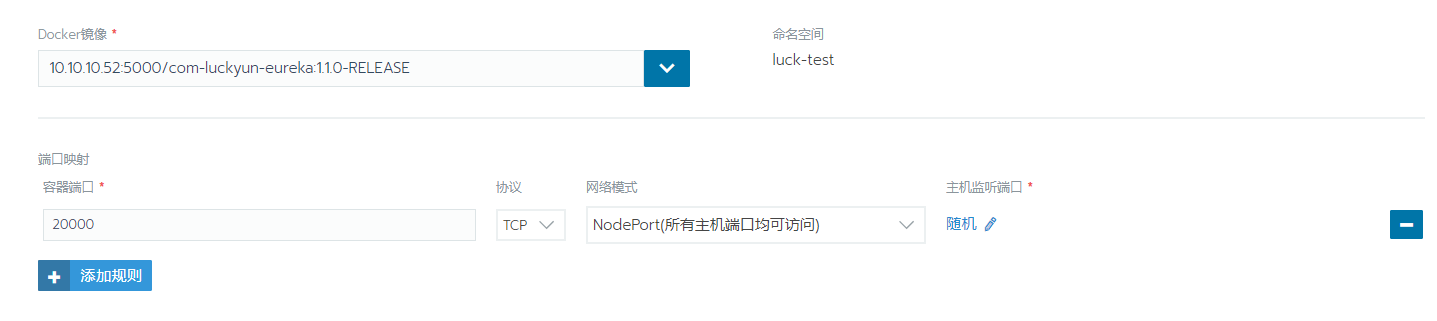 Docker镜像 *
命名空间
10.10.10.52:5000/com-luckyun-eureka:1.1.0-RELEASE
luck-test
端口映射
容器端口 *
协议
网络模式
主机监听端口 *
20000
TCP
NodePort(所有主机端口均可访问)
随机
添加规则